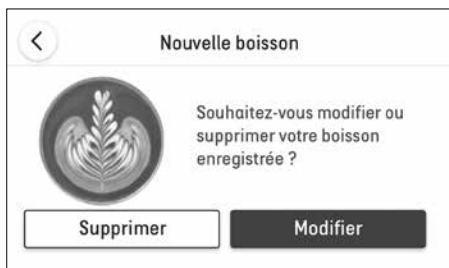 Nouvelle boisson
Souhaitez-vous modifier ou
supprimer votre boisson
enregistrée ?
Supprimer
Modifier